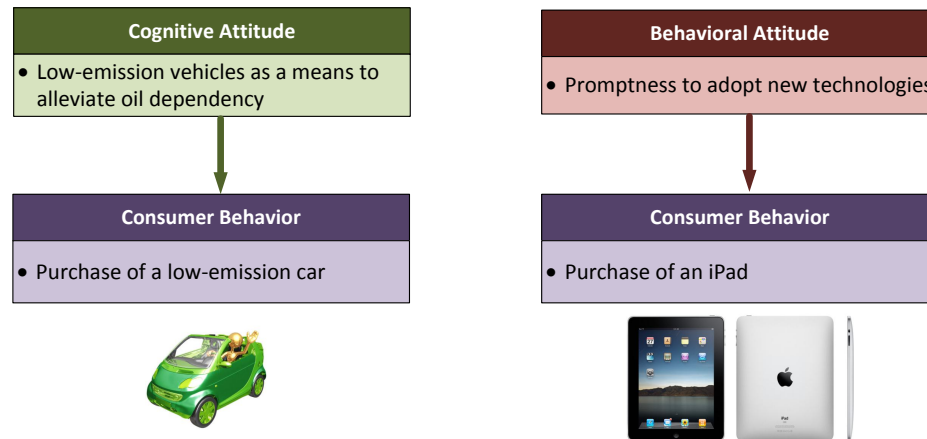 Cognitive Attitude
• Low-emission vehicles as a means to
alleviate oil dependency
Consumer Behavior
• Purchase of a low-emission car
Behavioral Attitude
• Promptness to adopt new technologies
Consumer Behavior
• Purchase of an iPad